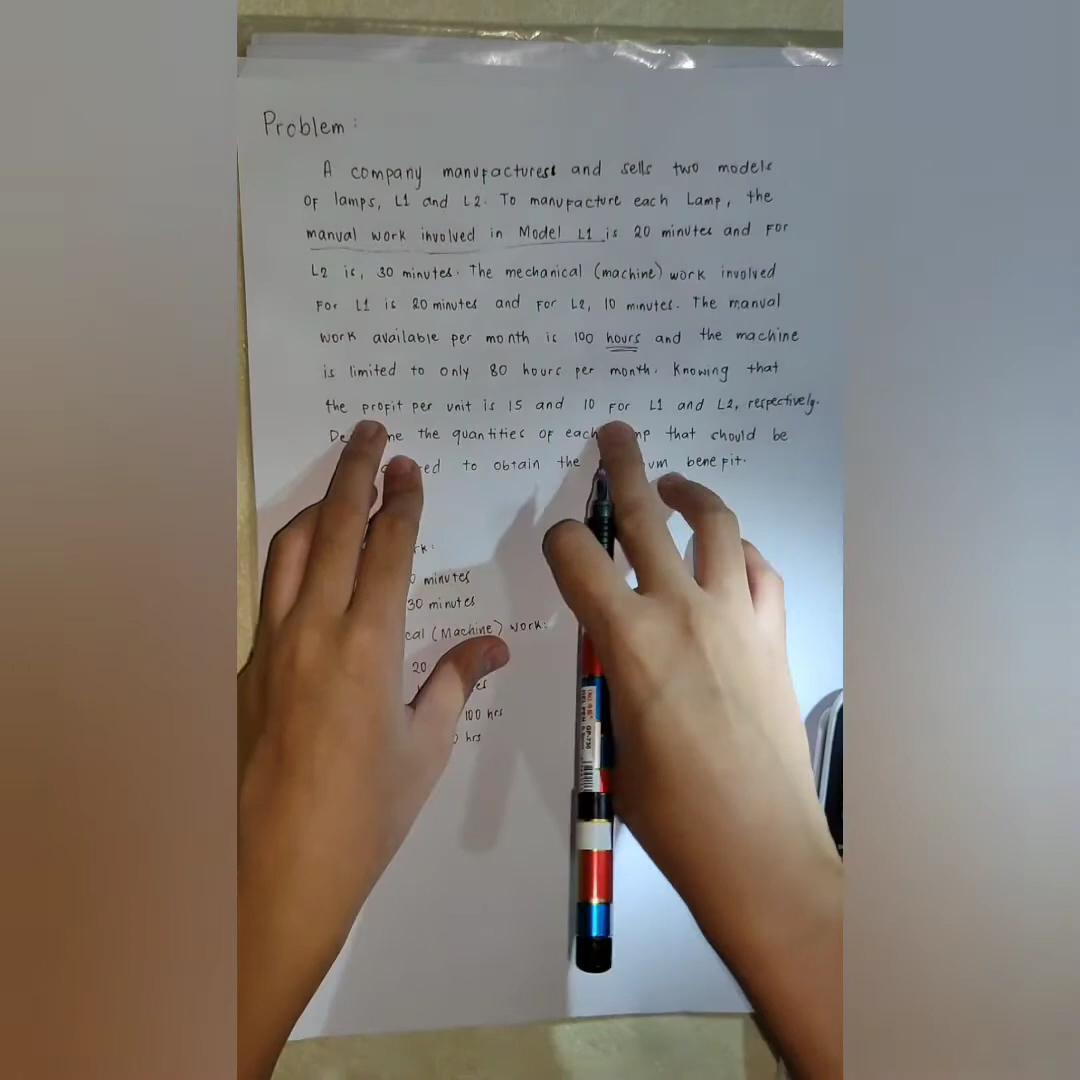 Problem:
A company manufactures and sells two models
of lamps, L1 and L2. To manufacture each Lamp, the
manual work involved in Model L1 is 20 minutes and for
L2 is, 30 minutes. The mechanical (machine) work involved
for L1 is 20 minutes and for L2, 10 minutes. The manual
work available per month is 100 hours and the machine
is limited to only 80 hours per month. Knowing that
the profit per unit is 15 and 10 for L1 and L2, respectively.
the quantities of each that should be
to obtain the benefit.
minutes
30 minutes
(Machine) work:
20
100 hrs
hrs